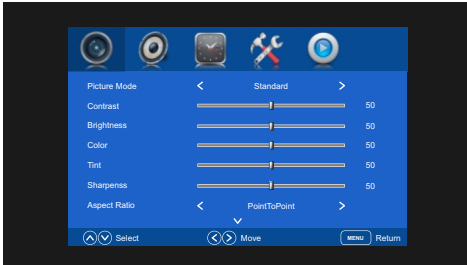 Picture Mode Standard
Contrast 50
Brightness 50
Color 50
Tint 50
Sharpenss 50
Aspect Ratio PointToPoint
Select Move MENU Return